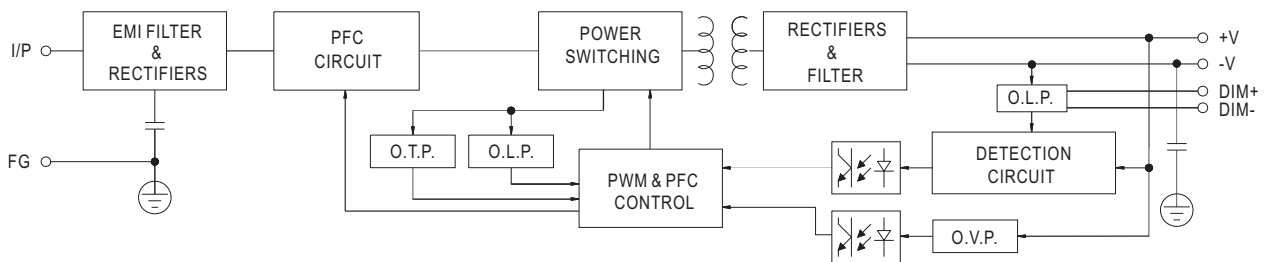 I/P
EMI FILTER
&
RECTIFIERS
PFC
CIRCUIT
POWER
SWITCHING
RECTIFIERS
&
FILTER
+V
-V
DIM+
DIM-
O.L.P.
FG
O.T.P.
O.L.P.
PWM & PFC
CONTROL
DETECTION
CIRCUIT
O.V.P.